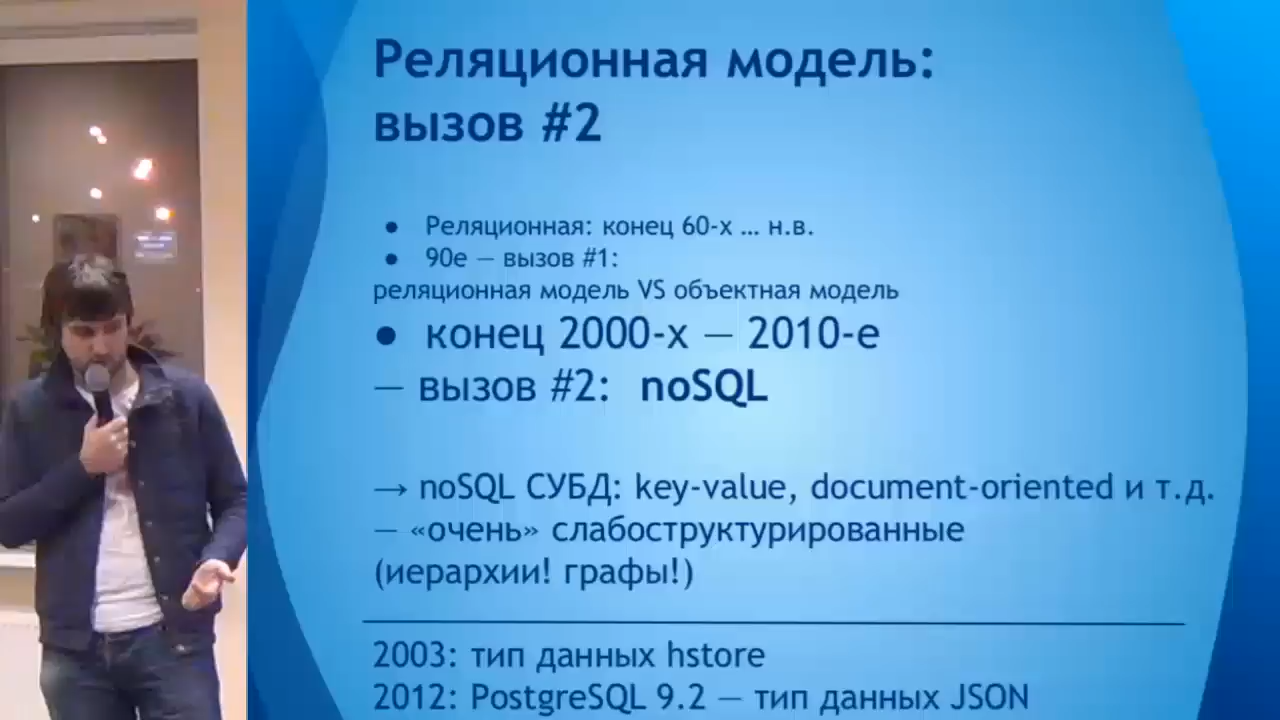 Реляционная модель:
вызов #2
● Реляционная: конец 60-х ... н.в.
● 90е — вызов #1:
реляционная модель VS объектная модель
● конец 2000-х — 2010-е
— вызов #2: noSQL
→ noSQL СУБД: key-value, document-oriented и т.д.
— «очень» слабоструктурированные
(иерархии! графы!)
2003: тип данных hstore
2012: PostgreSQL 9.2 — тип данных JSON